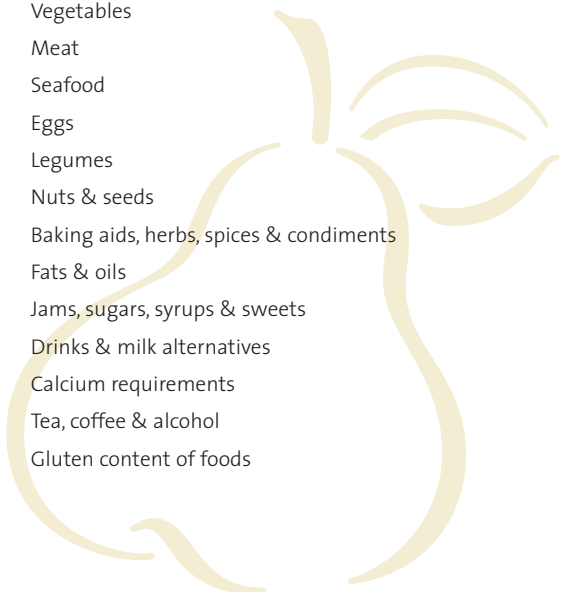 Vegetables
Meat
Seafood
Eggs
Legumes
Nuts & seeds
Baking aids, herbs, spices & condiments
Fats & oils
Jams, sugars, syrups & sweets
Drinks & milk alternatives
Calcium requirements
Tea, coffee & alcohol
Gluten content of foods